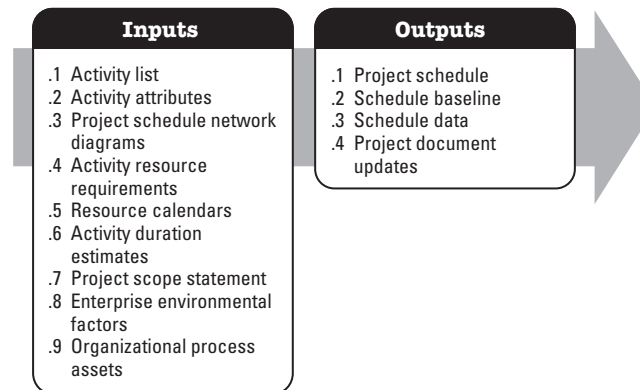 Inputs
.1 Activity list
.2 Activity attributes
.3 Project schedule network
diagrams
.4 Activity resource
requirements
.5 Resource calendars
.6 Activity duration
estimates
.7 Project scope statement
.8 Enterprise environmental
factors
.9 Organizational process
assets
Outputs
.1 Project schedule
.2 Schedule baseline
.3 Schedule data
.4 Project document
updates